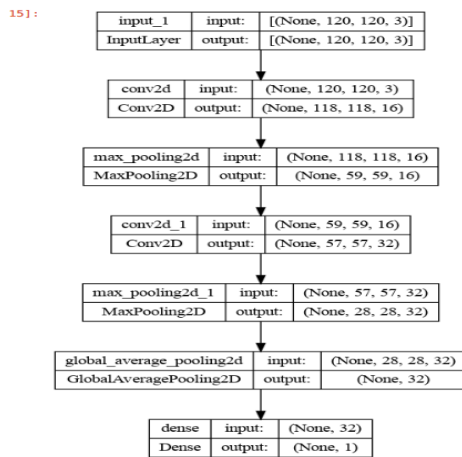 15]:
input_1 input: [(None, 120, 120, 3)]
InputLayer output: [(None, 120, 120, 3)]
conv2d input: (None, 120, 120, 3)
Conv2D output: (None, 118, 118, 16)
max_pooling2d input: (None, 118, 118, 16)
MaxPooling2D output: (None, 59, 59, 16)
conv2d_1 input: (None, 59, 59, 16)
Conv2D output: (None, 57, 57, 32)
max_pooling2d_1 input: (None, 57, 57, 32)
MaxPooling2D output: (None, 28, 28, 32)
global_average_pooling2d input: (None, 28, 28, 32)
GlobalAveragePooling2D output: (None, 32)
dense input: (None, 32)
Dense output: (None, 1)